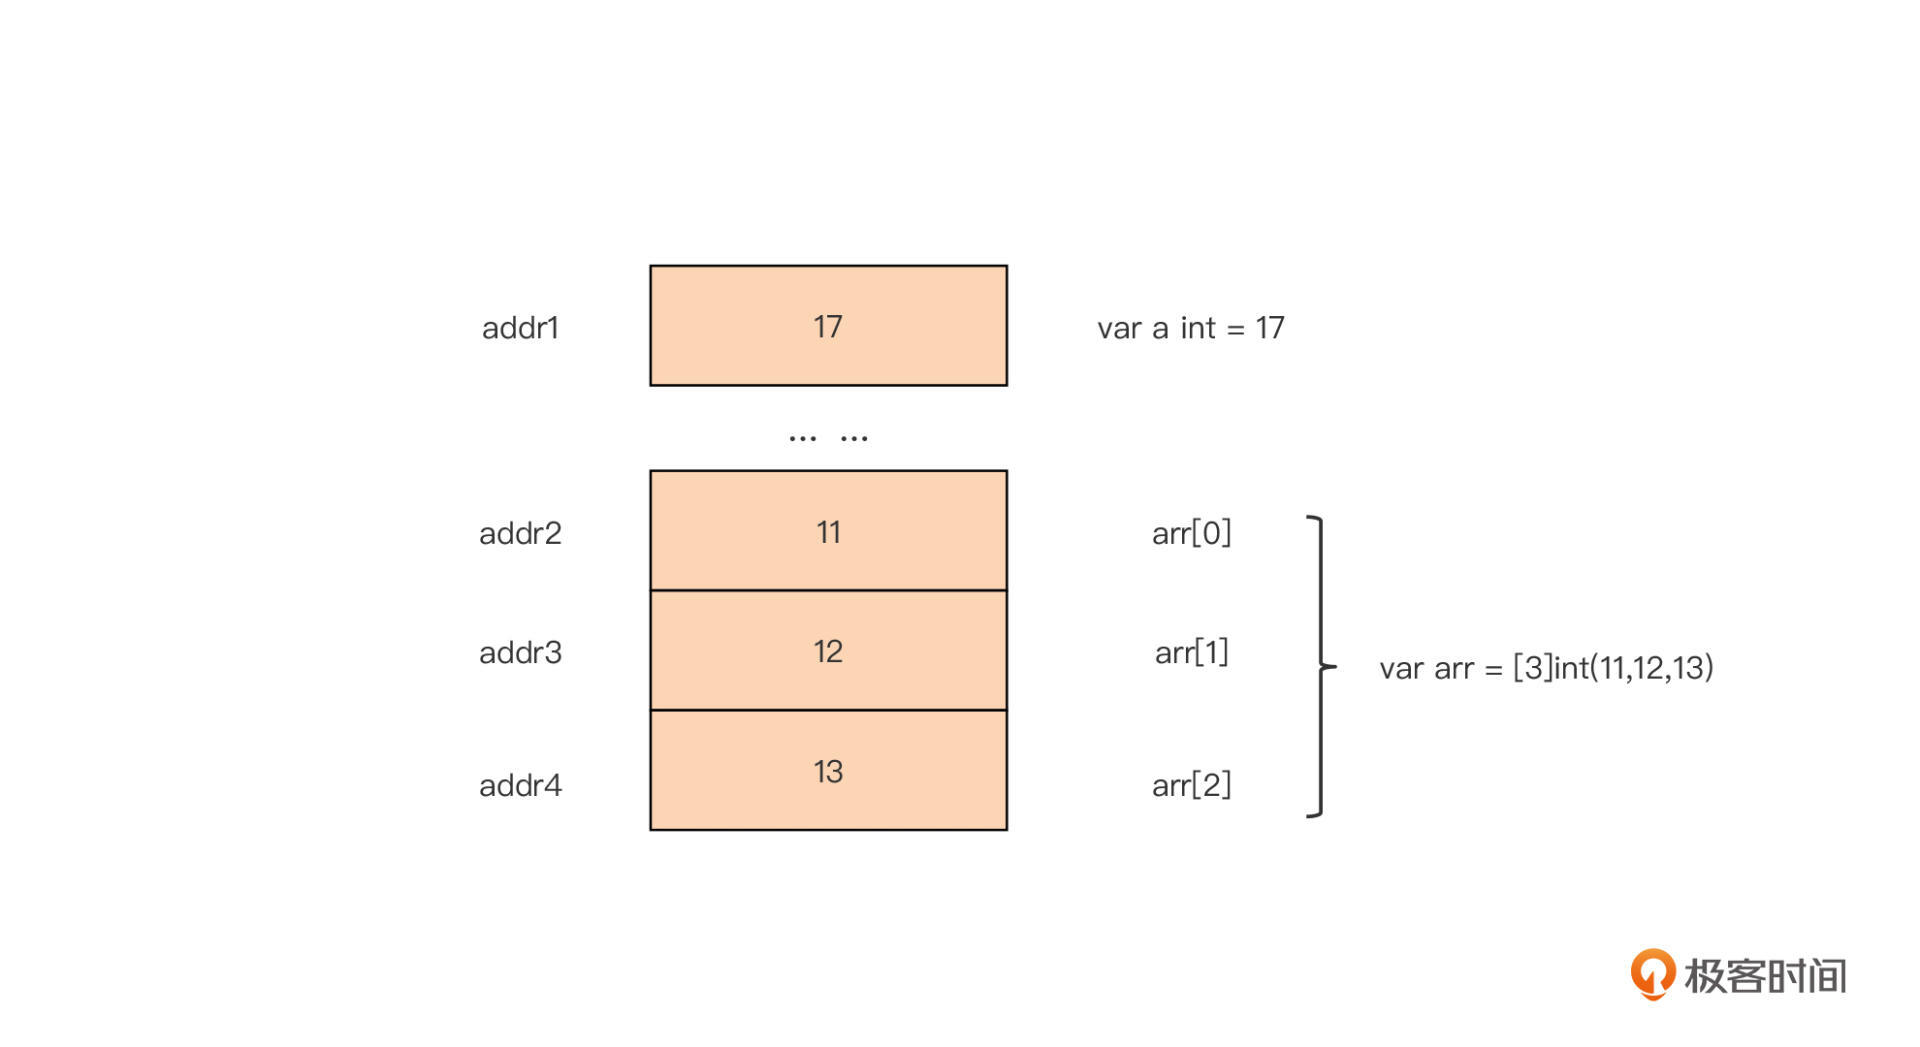 addr1 17 var a int = 17
... ...
addr2 11 arr[0]
addr3 12 arr[1]
var arr = [3]int(11,12,13)
addr4 13 arr[2]
极客时间